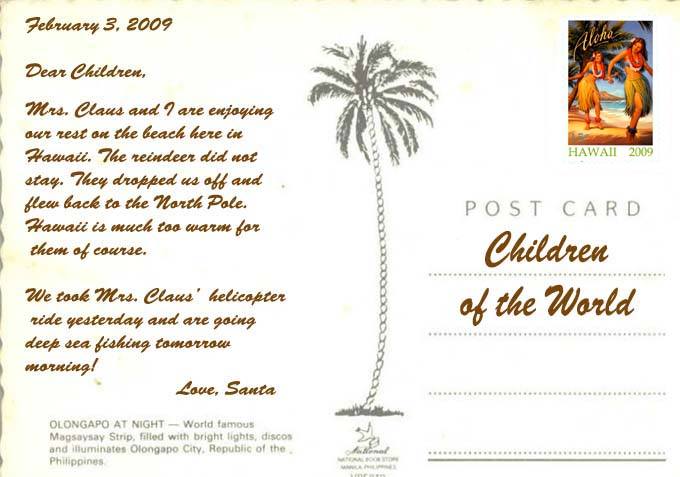 February 3, 2009
Dear Children,
Mrs. Claus and I are enjoying
our rest on the beach here in
Hawaii. The reindeer did not
stay. They dropped us off and
flew back to the North Pole.
Hawaii is much too warm for
them of course.
We took Mrs. Claus' helicopter
ride yesterday and are going
deep sea fishing tomorrow
morning!
Love, Santa
OLONGAPO AT NIGHT — World famous
Magsaysay Strip, filled with bright lights, discos
and illuminates Olongapo City, Republic of the
Philippines.
National
NATIONAL BOOK STORE
MANILA PHILIPPINES
Aloha
HAWAII 2009
POST CARD
Children
of the World